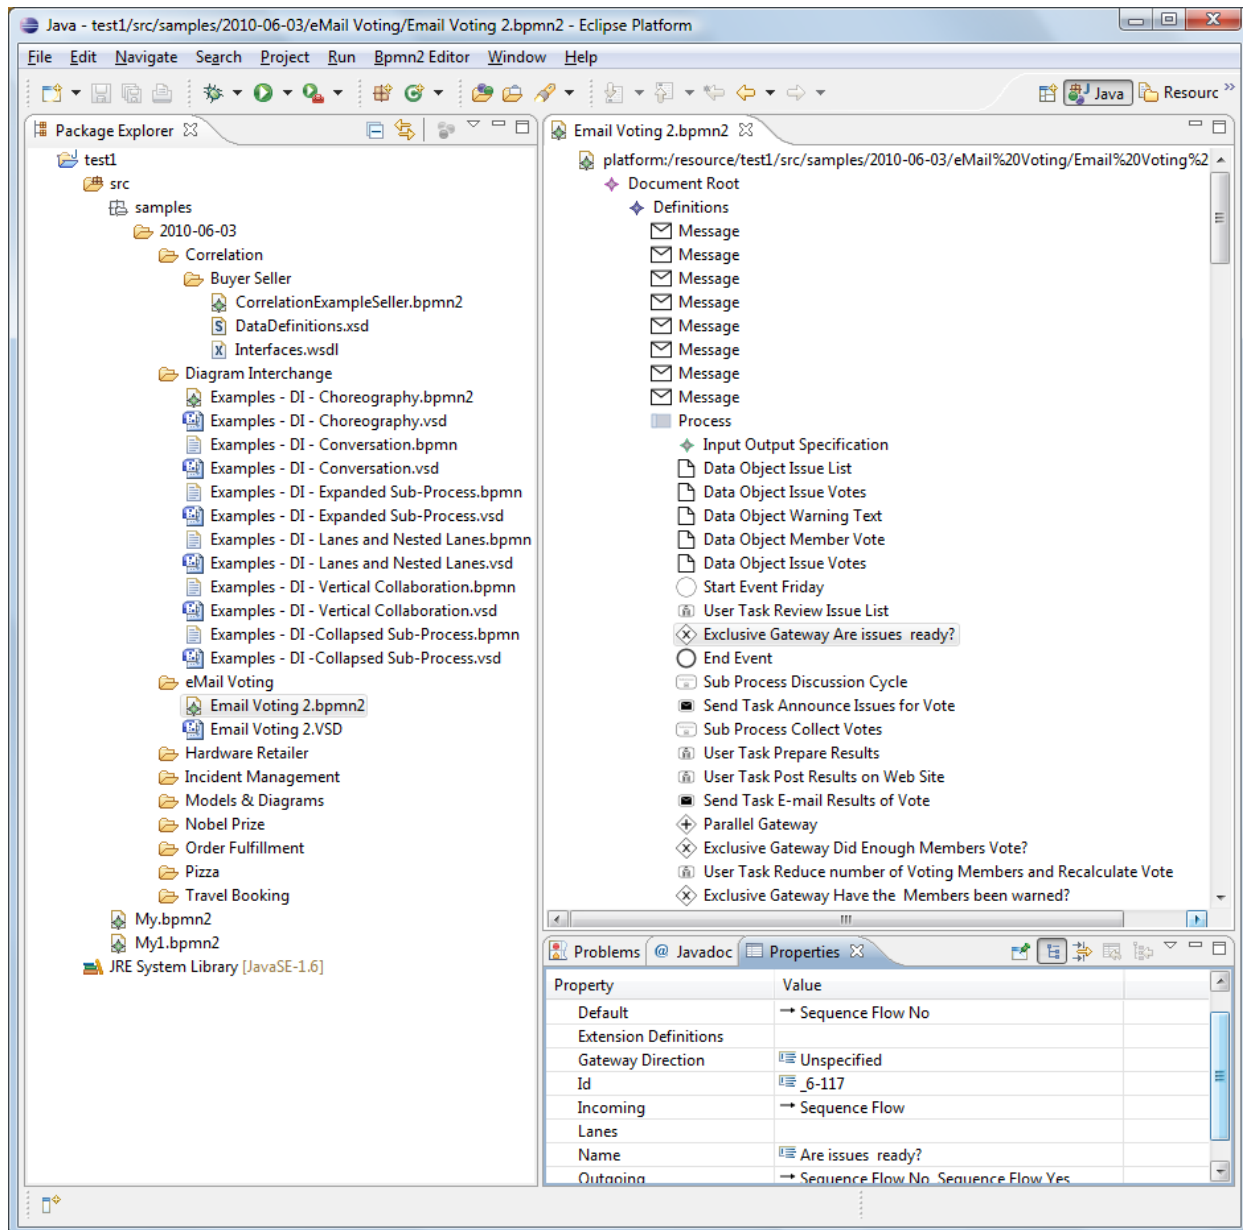 Java - test1/src/samples/2010-06-03/eMail Voting/Email Voting 2.bpmn2 - Eclipse Platform
File Edit Navigate Search Project Run Bpmn2 Editor Window Help
Java Resourc
Package Explorer
test1
src
samples
2010-06-03
Correlation
Buyer Seller
CorrelationExampleSeller.bpmn2
DataDefinitions.xsd
Interfaces.wsdl
Diagram Interchange
Examples - DI - Choreography.bpmn2
Examples - DI - Choreography.vsd
Examples - DI - Conversation.bpmn
Examples - DI - Conversation.vsd
Examples - DI - Expanded Sub-Process.bpmn
Examples - DI - Expanded Sub-Process.vsd
Examples - DI - Lanes and Nested Lanes.bpmn
Examples - DI - Lanes and Nested Lanes.vsd
Examples - DI - Vertical Collaboration.bpmn
Examples - DI - Vertical Collaboration.vsd
Examples - DI -Collapsed Sub-Process.bpmn
Examples - DI -Collapsed Sub-Process.vsd
eMail Voting
Email Voting 2.bpmn2
Email Voting 2.VSD
Hardware Retailer
Incident Management
Models & Diagrams
Nobel Prize
Order Fulfillment
Pizza
Travel Booking
My.bpmn2
My1.bpmn2
JRE System Library [JavaSE-1.6]
Email Voting 2.bpmn2
platform:/resource/test1/src/samples/2010-06-03/eMail%20Voting/Email%20Voting%2
Document Root
Definitions
Message
Message
Message
Message
Message
Message
Message
Message
Process
Input Output Specification
Data Object Issue List
Data Object Issue Votes
Data Object Warning Text
Data Object Member Vote
Data Object Issue Votes
Start Event Friday
User Task Review Issue List
Exclusive Gateway Are issues  ready?
End Event
Sub Process Discussion Cycle
Send Task Announce Issues for Vote
Sub Process Collect Votes
User Task Prepare Results
User Task Post Results on Web Site
Send Task E-mail Results of Vote
Parallel Gateway
Exclusive Gateway Did Enough Members Vote?
User Task Reduce number of Voting Members and Recalculate Vote
Exclusive Gateway Have the  Members been warned?
Problems Javadoc Properties
Property Value
Default Sequence Flow No
Extension Definitions
Gateway Direction Unspecified
Id _6-117
Incoming Sequence Flow
Lanes
Name Are issues  ready?
Outgoing Sequence Flow No, Sequence Flow Yes